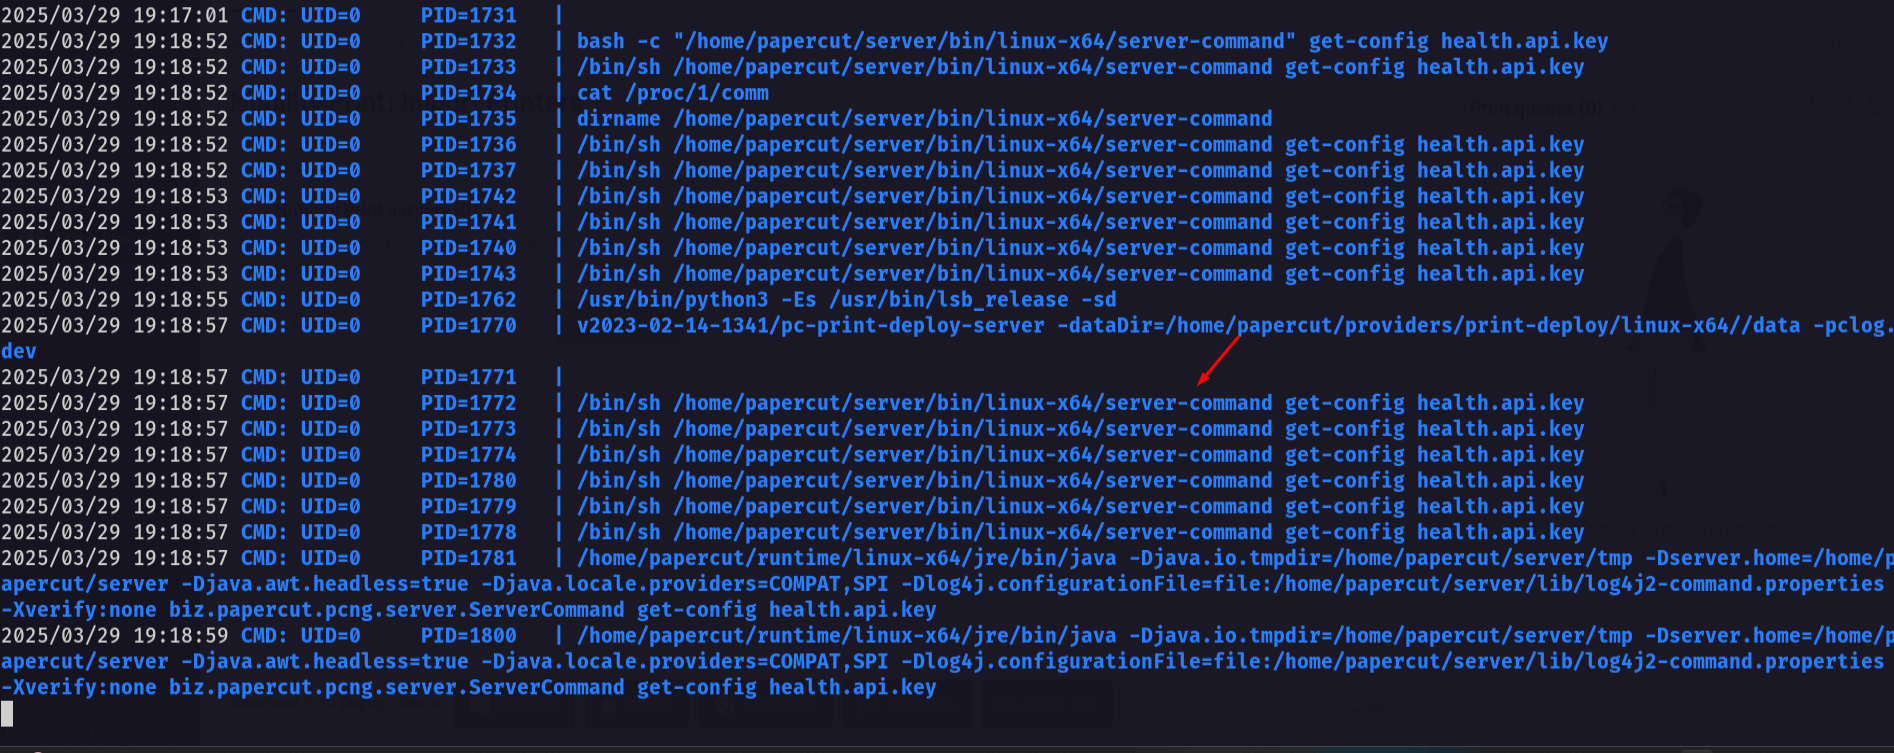 2025/03/29 19:17:01 CMD: UID=0     PID=1731   |
2025/03/29 19:18:52 CMD: UID=0     PID=1732   | bash -c "/home/papercut/server/bin/linux-x64/server-command" get-config health.api.key
2025/03/29 19:18:52 CMD: UID=0     PID=1733   | /bin/sh /home/papercut/server/bin/linux-x64/server-command get-config health.api.key
2025/03/29 19:18:52 CMD: UID=0     PID=1734   | cat /proc/1/comm
2025/03/29 19:18:52 CMD: UID=0     PID=1735   | dirname /home/papercut/server/bin/linux-x64/server-command
2025/03/29 19:18:52 CMD: UID=0     PID=1736   | /bin/sh /home/papercut/server/bin/linux-x64/server-command get-config health.api.key
2025/03/29 19:18:52 CMD: UID=0     PID=1737   | /bin/sh /home/papercut/server/bin/linux-x64/server-command get-config health.api.key
2025/03/29 19:18:53 CMD: UID=0     PID=1742   | /bin/sh /home/papercut/server/bin/linux-x64/server-command get-config health.api.key
2025/03/29 19:18:53 CMD: UID=0     PID=1741   | /bin/sh /home/papercut/server/bin/linux-x64/server-command get-config health.api.key
2025/03/29 19:18:53 CMD: UID=0     PID=1740   | /bin/sh /home/papercut/server/bin/linux-x64/server-command get-config health.api.key
2025/03/29 19:18:53 CMD: UID=0     PID=1743   | /bin/sh /home/papercut/server/bin/linux-x64/server-command get-config health.api.key
2025/03/29 19:18:55 CMD: UID=0     PID=1762   | /usr/bin/python3 -Es /usr/bin/lsb_release -sd
2025/03/29 19:18:57 CMD: UID=0     PID=1770   | v2023-02-14-1341/pc-print-deploy-server -dataDir=/home/papercut/providers/print-deploy/linux-x64//data -pclog.
dev
2025/03/29 19:18:57 CMD: UID=0     PID=1771   |
2025/03/29 19:18:57 CMD: UID=0     PID=1772   | /bin/sh /home/papercut/server/bin/linux-x64/server-command get-config health.api.key
2025/03/29 19:18:57 CMD: UID=0     PID=1773   | /bin/sh /home/papercut/server/bin/linux-x64/server-command get-config health.api.key
2025/03/29 19:18:57 CMD: UID=0     PID=1774   | /bin/sh /home/papercut/server/bin/linux-x64/server-command get-config health.api.key
2025/03/29 19:18:57 CMD: UID=0     PID=1780   | /bin/sh /home/papercut/server/bin/linux-x64/server-command get-config health.api.key
2025/03/29 19:18:57 CMD: UID=0     PID=1779   | /bin/sh /home/papercut/server/bin/linux-x64/server-command get-config health.api.key
2025/03/29 19:18:57 CMD: UID=0     PID=1778   | /bin/sh /home/papercut/server/bin/linux-x64/server-command get-config health.api.key
2025/03/29 19:18:57 CMD: UID=0     PID=1781   | /home/papercut/runtime/linux-x64/jre/bin/java -Djava.io.tmpdir=/home/papercut/server/tmp -Dserver.home=/home/p
apercut/server -Djava.awt.headless=true -Djava.locale.providers=COMPAT,SPI -Dlog4j.configurationFile=file:/home/papercut/server/lib/log4j2-command.properties
-Xverify:none biz.papercut.pcng.server.ServerCommand get-config health.api.key
2025/03/29 19:18:59 CMD: UID=0     PID=1800   | /home/papercut/runtime/linux-x64/jre/bin/java -Djava.io.tmpdir=/home/papercut/server/tmp -Dserver.home=/home/p
apercut/server -Djava.awt.headless=true -Djava.locale.providers=COMPAT,SPI -Dlog4j.configurationFile=file:/home/papercut/server/lib/log4j2-command.properties
-Xverify:none biz.papercut.pcng.server.ServerCommand get-config health.api.key